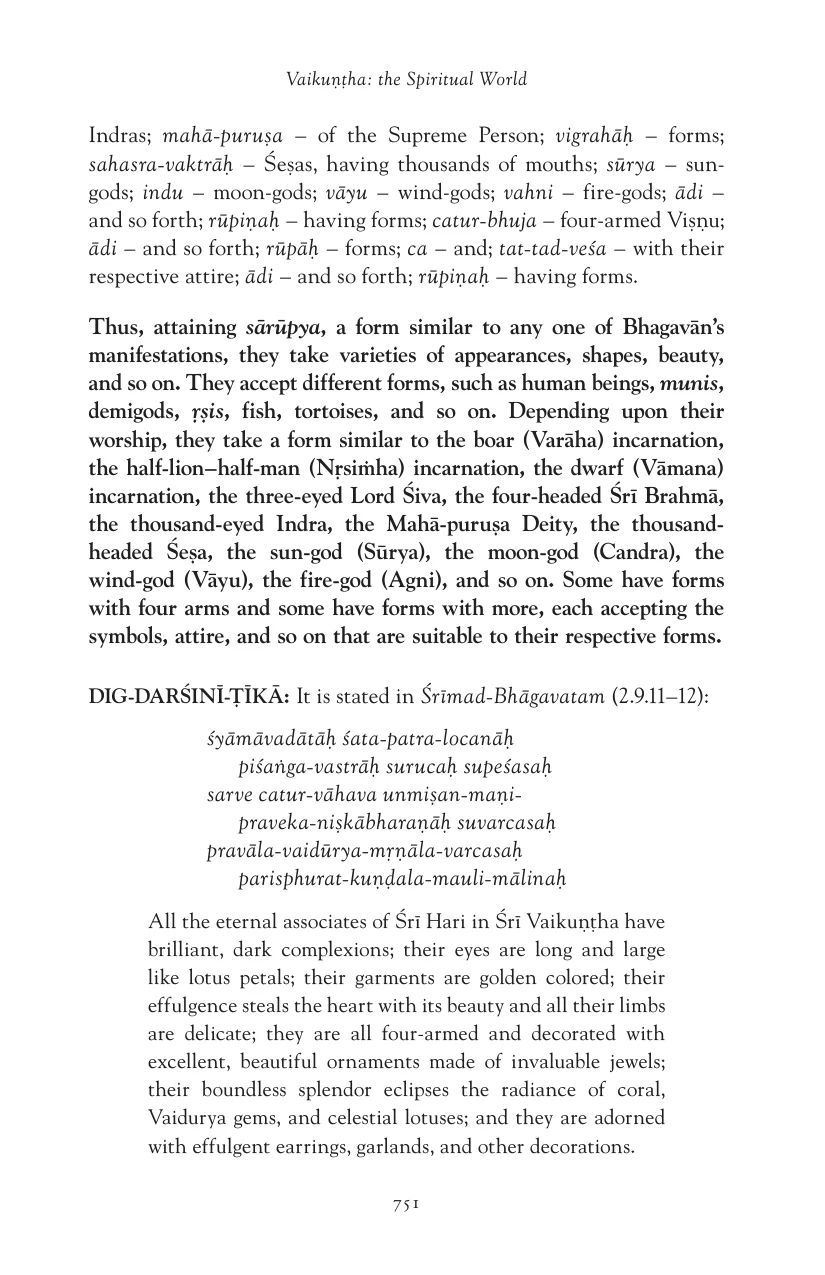 Vaikuṇṭha: the Spiritual World
Indras; mahā-puruṣa – of the Supreme Person; vigrahāḥ – forms;
sahasra-vaktrāḥ – Śeṣas, having thousands of mouths; sūrya – sun-
gods; indu – moon-gods; vāyu – wind-gods; vahni – fire-gods; ādi –
and so forth; rūpiṇaḥ – having forms; catur-bhuja – four-armed Viṣṇu;
ādi – and so forth; rūpāḥ – forms; ca – and; tat-tad-veśa – with their
respective attire; ādi – and so forth; rūpiṇaḥ – having forms.
Thus, attaining sārūpya, a form similar to any one of Bhagavān’s
manifestations, they take varieties of appearances, shapes, beauty,
and so on. They accept different forms, such as human beings, munis,
demigods, ṛṣis, fish, tortoises, and so on. Depending upon their
worship, they take a form similar to the boar (Varāha) incarnation,
the half-lion–half-man (Nṛsiṁha) incarnation, the dwarf (Vāmana)
incarnation, the three-eyed Lord Śiva, the four-headed Śrī Brahmā,
the thousand-eyed Indra, the Mahā-puruṣa Deity, the thousand-
headed Śeṣa, the sun-god (Sūrya), the moon-god (Candra), the
wind-god (Vāyu), the fire-god (Agni), and so on. Some have forms
with four arms and some have forms with more, each accepting the
symbols, attire, and so on that are suitable to their respective forms.
DIG-DARŚINĪ-ṬĪKĀ: It is stated in Śrīmad-Bhāgavatam (2.9.11–12):
śyāmāvadātāḥ śata-patra-locanāḥ
piśaṅga-vastrāḥ surucaḥ supeśasaḥ
sarve catur-vāhava unmiṣan-maṇi-
praveka-niṣkābharaṇāḥ suvarcasaḥ
pravāla-vaidūrya-mṛṇāla-varcasaḥ
parisphurat-kuṇḍala-mauli-mālinaḥ
All the eternal associates of Śrī Hari in Śrī Vaikuṇṭha have
brilliant, dark complexions; their eyes are long and large
like lotus petals; their garments are golden colored; their
effulgence steals the heart with its beauty and all their limbs
are delicate; they are all four-armed and decorated with
excellent, beautiful ornaments made of invaluable jewels;
their boundless splendor eclipses the radiance of coral,
Vaidurya gems, and celestial lotuses; and they are adorned
with effulgent earrings, garlands, and other decorations.
751